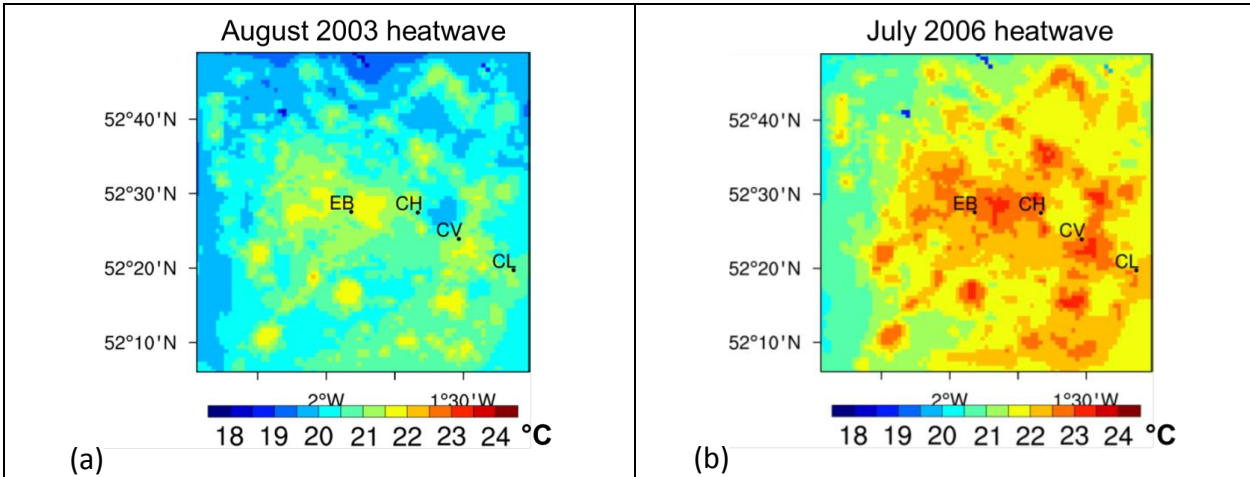 August 2003 heatwave
52°40'N
52°30'N
52°20'N
52°10'N
EB
CH
CV
CL
2°W 1°30'W
18 19 20 21 22 23 24 °C
(a)
July 2006 heatwave
52°40'N
52°30'N
52°20'N
52°10'N
EB
CH
CV
CL
2°W 1°30'W
18 19 20 21 22 23 24 °C
(b)